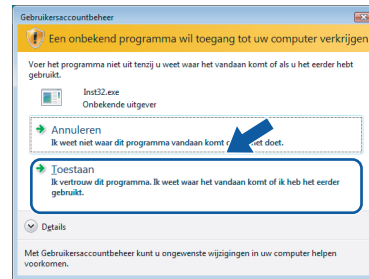 Gebruikersaccountbeheer
Een onbekend programma wil toegang tot uw computer verkrijgen
Voer het programma niet uit tenzij u weet waar het vandaan komt of als u het eerder hebt
gebruikt.
Inst32.exe
Onbekende uitgever
Annuleren
Ik weet niet waar dit programma vandaan komt het doet.
Toestaan
Ik vertrouw dit programma. Ik weet waar het vandaan komt of ik heb het eerder
gebruikt.
Details
Met Gebruikersaccountbeheer kunt u ongewenste wijzigingen in uw computer helpen
voorkomen.